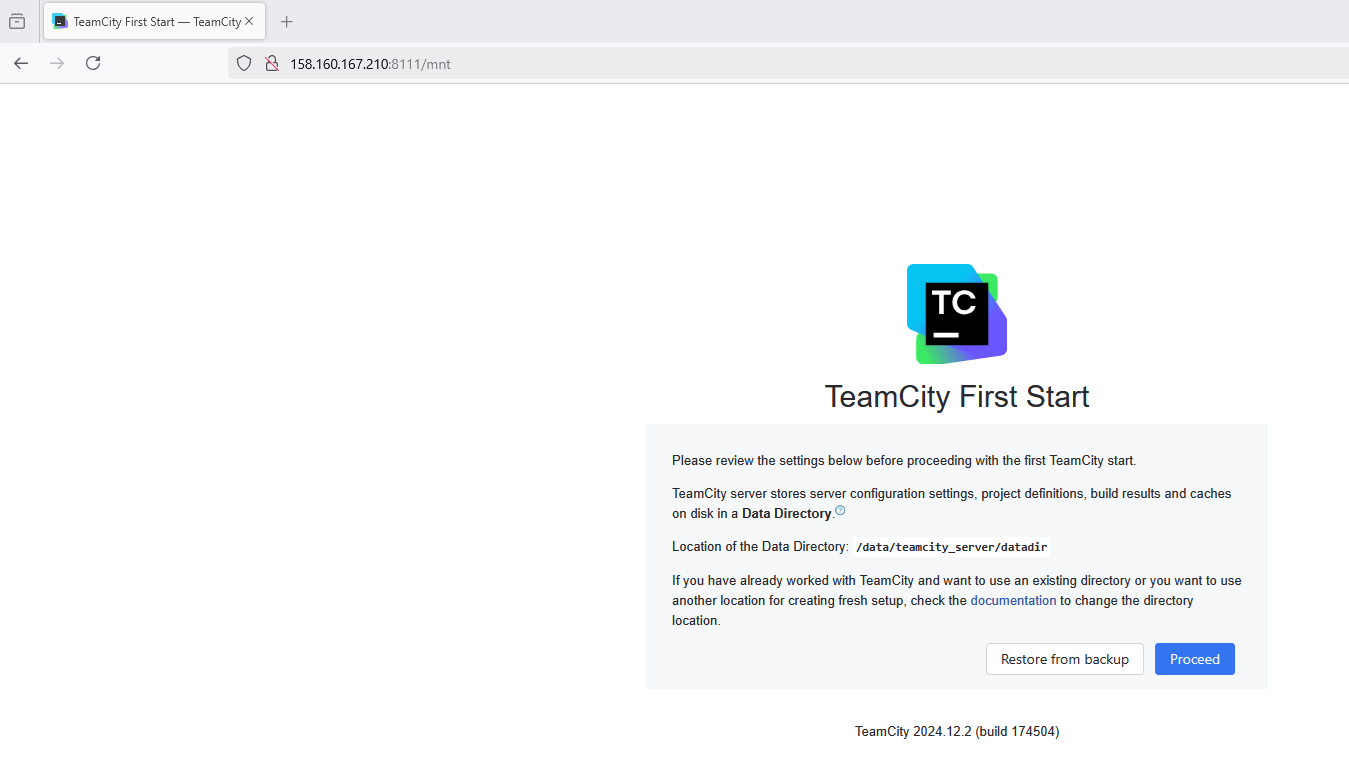 TeamCity First Start — TeamCity
158.160.167.210:8111/mnt
TC
TeamCity First Start
Please review the settings below before proceeding with the first TeamCity start.
TeamCity server stores server configuration settings, project definitions, build results and caches
on disk in a Data Directory.
Location of the Data Directory: /data/teamcity_server/datadir
If you have already worked with TeamCity and want to use an existing directory or you want to use
another location for creating fresh setup, check the documentation to change the directory
location.
Restore from backup Proceed
TeamCity 2024.12.2 (build 174504)